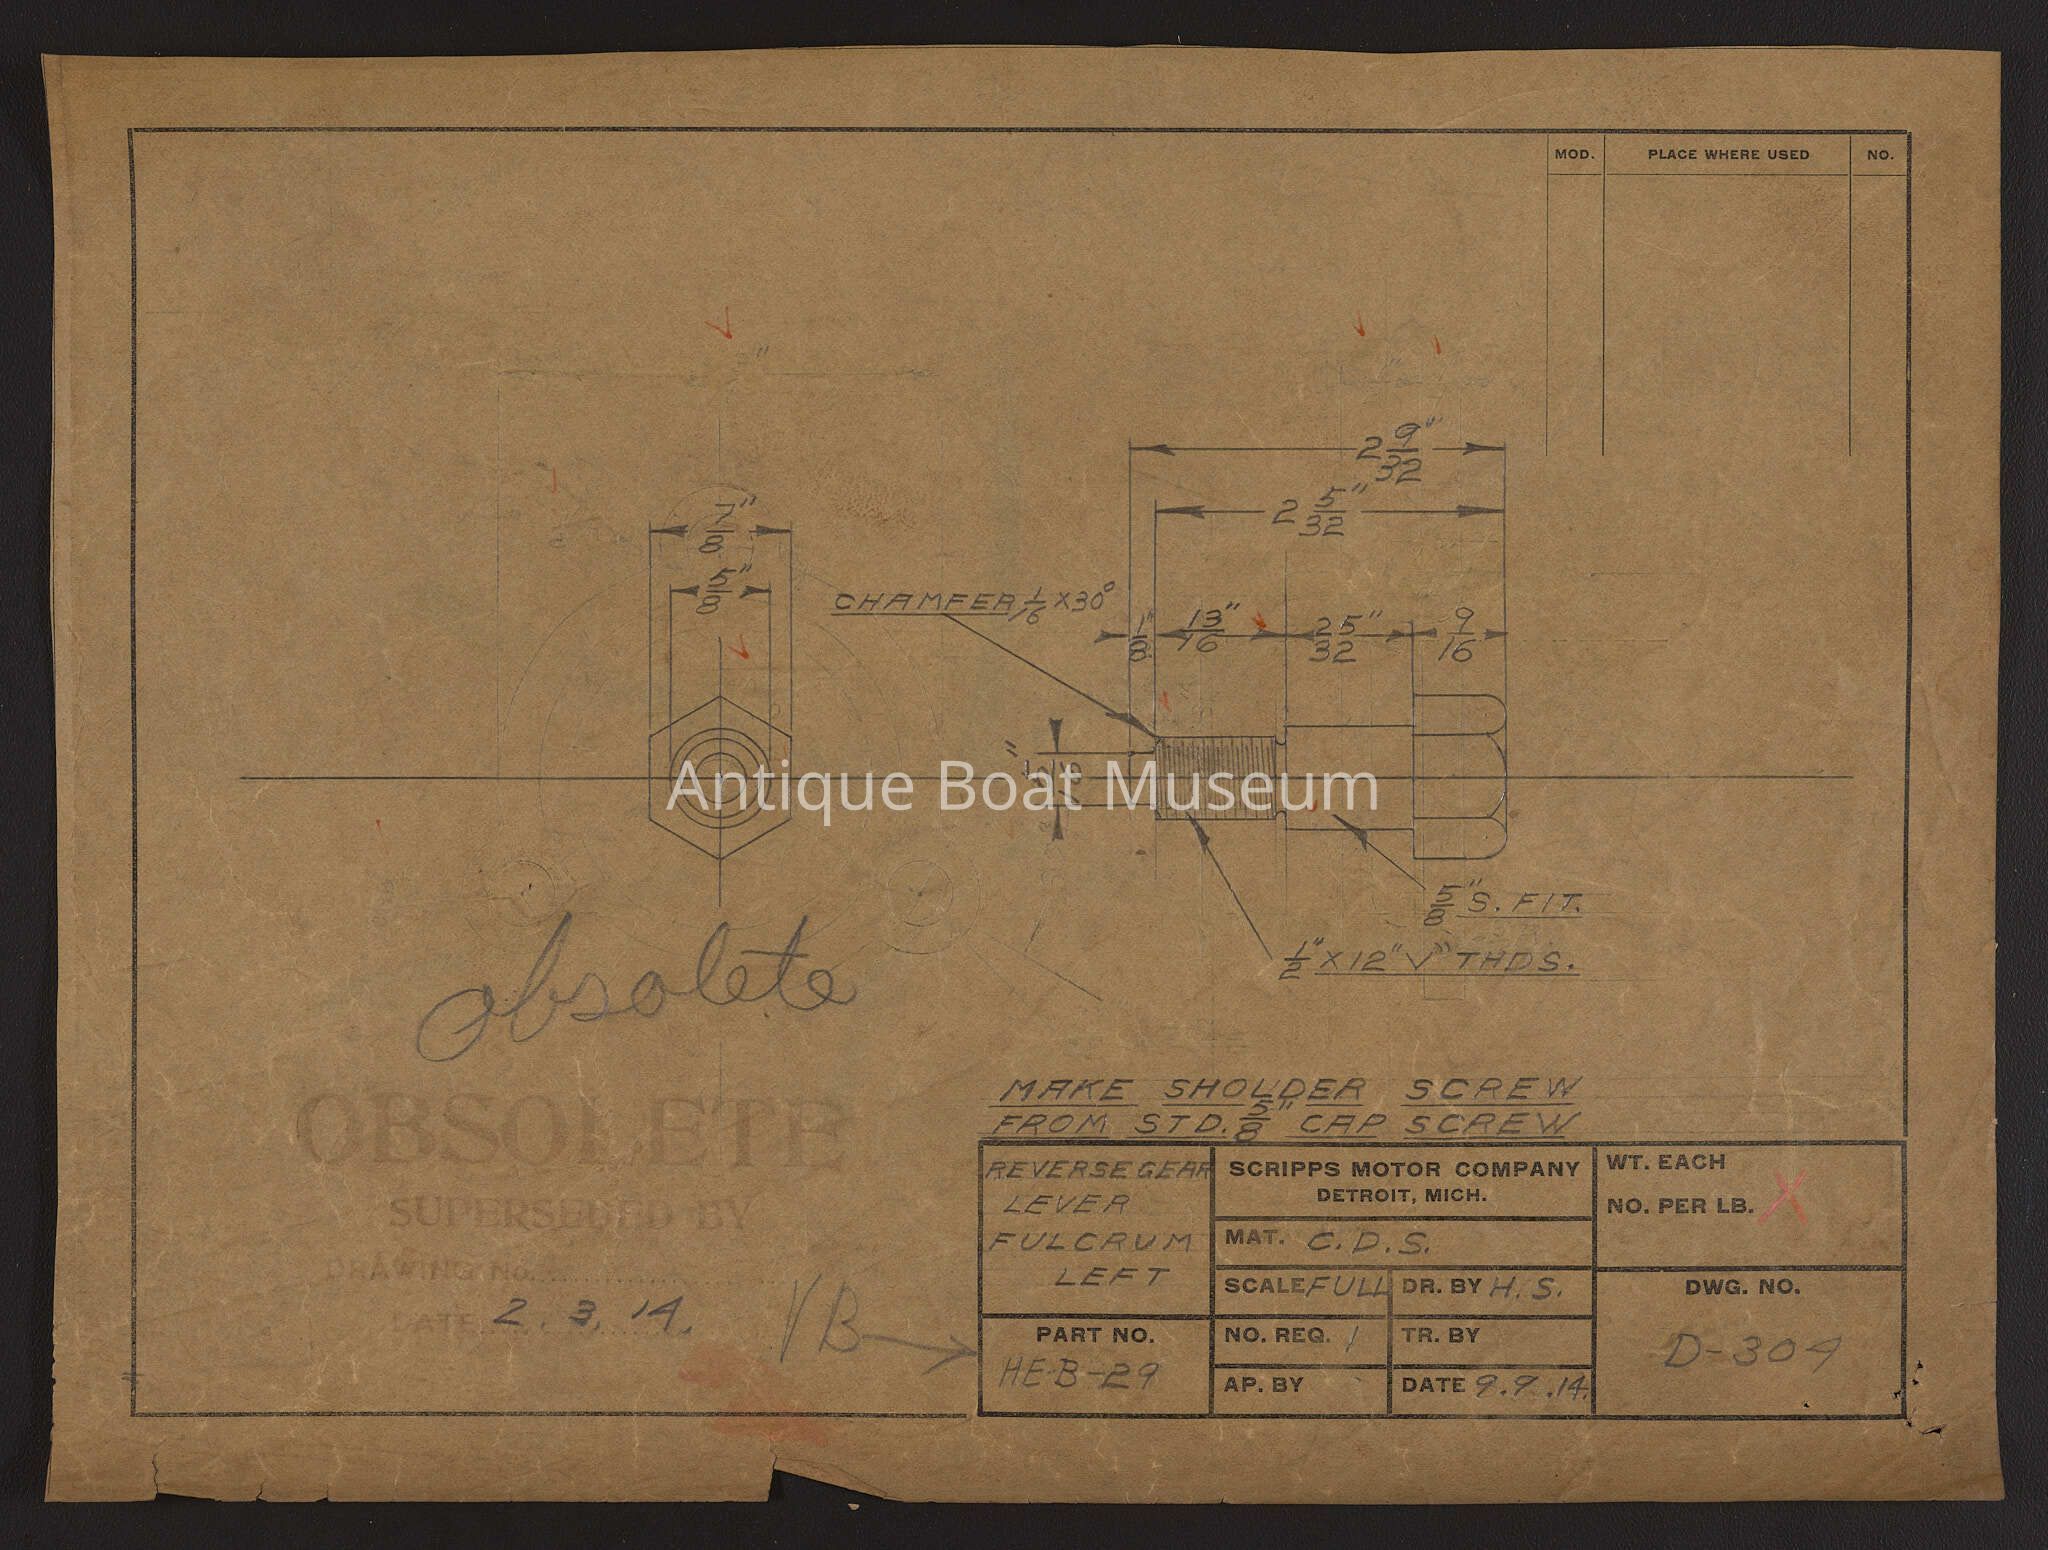 MOD. PLACE WHERE USED NO.
2 9/32"
2 5/32"
7/8"
5/8"
CHAMFER 1/16 X 30°
1/8" 13/16" 25/32" 9/16
Antique Boat Museum
5/8" S. FIT.
1/2" X 12 "V" THDS.
obsolete
OBSOLETE
SUPERSEDED BY
DRAWING No.
DATE 2. 3. 14.
VB
MAKE SHOULDER SCREW
FROM STD. 5/8" CAP SCREW
REVERSE GEAR
LEVER
FULCRUM
LEFT
PART NO.
HE-B-29
SCRIPPS MOTOR COMPANY
DETROIT, MICH.
MAT. C.D.S.
SCALE FULL DR. BY H.S.
NO. REQ. 1 TR. BY
AP. BY DATE 9.9.14.
WT. EACH
NO. PER LB. X
DWG. NO.
D-304